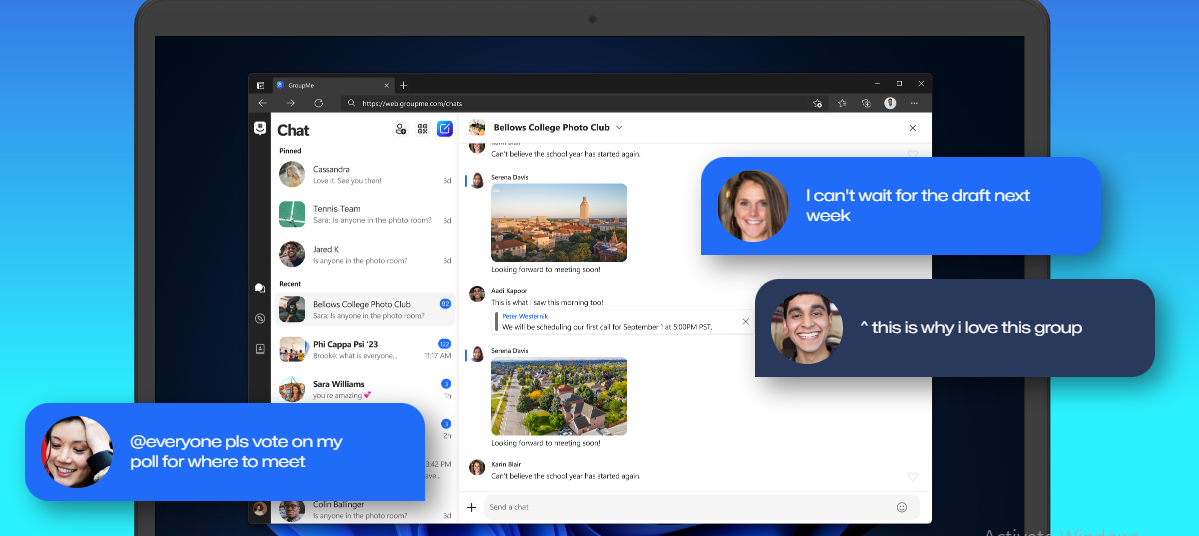 GroupMe
https://web.groupme.com/chats
Chat
Pinned
Cassandra
Love it. See you then!
3d
Tennis Team
Sara: Is anyone in the photo room?
3d
Jared K
Is anyone in the photo room?
3d
Recent
Bellows College Photo Club
92
Sara: Is anyone in the photo room?
Phi Cappa Psi '23
122
Brooke: what is everyone...
11:17 AM
Sara Williams
3
you're amazing 💕
1h
3
2h
3:42 PM
ave...
Colin Ballinger
Is anyone in the photo room?
3d
Bellows College Photo Club
Can't believe the school year has started again.
Serena Davis
Looking forward to meeting soon!
Aadi Kapoor
This is what i saw this morning too!
Peter Westernik
We will be scheduling our first call for September 1 at 5:00PM PST.
Serena Davis
Looking forward to meeting soon!
Karin Blair
Can't believe the school year has started again.
Send a chat
I can't wait for the draft next
week
^ this is why i love this group
@everyone pls vote on my
poll for where to meet
Activate Windows